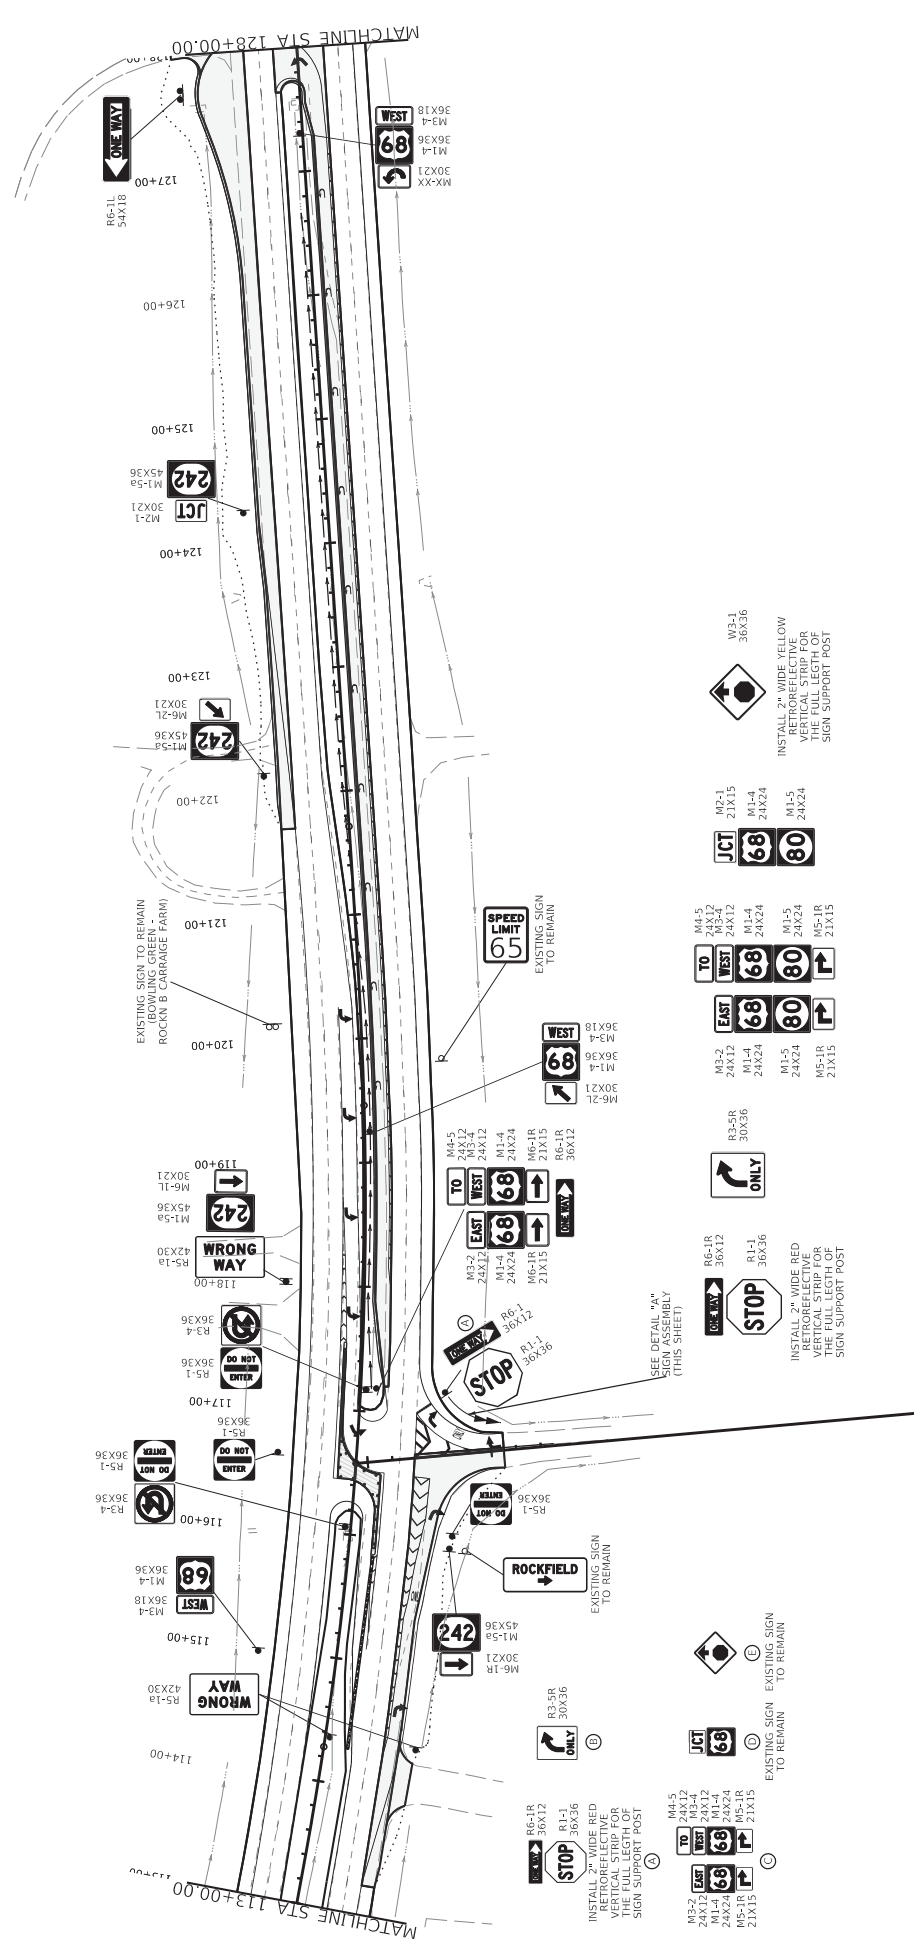 MATCHLINE STA 128+00.00
ONE WAY
R6-1L
54X18
127+00
WEST
M3-4
36X18
68
M1-4
36X36
MX-XX
30X21
126+00
125+00
242
M1-5a
45X36
JCT
M2-1
30X21
124+00
123+00
M6-2L
30X21
242
M1-5a
45X36
122+00
121+00
EXISTING SIGN TO REMAIN
(BOWLING GREEN -
ROCKN B CARRAIGE FARM)
120+00
SPEED
LIMIT
65
EXISTING SIGN
TO REMAIN
WEST
M3-4
36X18
68
M1-4
36X36
M6-2L
30X21
119+00
M6-1L
30X21
242
M1-5a
45X36
WRONG
WAY
R5-1a
42X30
118+00
R3-4
36X36
DO NOT
ENTER
R5-1
36X36
117+00
R5-1
36X36
DO NOT
ENTER
DO NOT
ENTER
R5-1
36X36
R3-4
36X36
116+00
68
M1-4
36X36
WEST
M3-4
36X18
115+00
WRONG
WAY
R5-1a
42X30
114+00
MATCHLINE STA 113+00.00
M4-5
24X12
M3-4
24X12
M1-4
24X24
M6-1R
21X15
R6-1R
36X12
TO
WEST
68
EAST
68
ONE WAY
M3-2
24X12
M1-4
24X24
M6-1R
21X15
A
ONE WAY
R6-1
36X12
STOP
R1-1
36X36
SEE DETAIL "A"
SIGN ASSEMBLY
(THIS SHEET)
ONLY
DO NOT
ENTER
R5-1
36X36
ROCKFIELD
EXISTING SIGN
TO REMAIN
242
M1-5a
45X36
M6-1R
30X21
ONLY
W3-1
36X36
INSTALL 2" WIDE YELLOW
RETROREFLECTIVE
VERTICAL STRIP FOR
THE FULL LEGTH OF
SIGN SUPPORT POST
M2-1
21X15
M1-4
24X24
M1-5
24X24
JCT
68
80
M4-5
24X12
M3-4
24X12
M1-4
24X24
M1-5
24X24
M5-1R
21X15
TO
WEST
68
80
EAST
68
80
M3-2
24X12
M1-4
24X24
M1-5
24X24
M5-1R
21X15
R3-5R
30X36
ONLY
R6-1R
36X12
R1-1
36X36
ONE WAY
STOP
INSTALL 2" WIDE RED
RETROREFLECTIVE
VERTICAL STRIP FOR
THE FULL LEGTH OF
SIGN SUPPORT POST
E
EXISTING SIGN
TO REMAIN
JCT
68
D
EXISTING SIGN
TO REMAIN
R3-5R
30X36
ONLY
B
R6-1R
36X12
R1-1
36X36
ONE WAY
STOP
INSTALL 2" WIDE RED
RETROREFLECTIVE
VERTICAL STRIP FOR
THE FULL LEGTH OF
SIGN SUPPORT POST
A
M4-5
24X12
M3-4
24X12
M1-4
24X24
M5-1R
21X15
TO
WEST
68
EAST
68
M3-2
24X12
M1-4
24X24
M5-1R
21X15
C